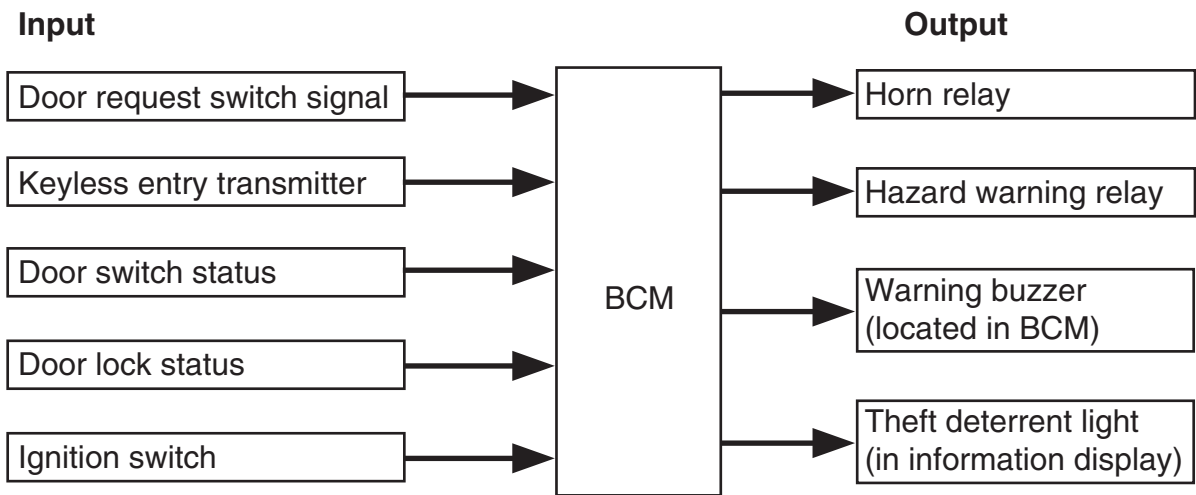 Input
Output
Door request switch signal
Keyless entry transmitter
Door switch status
Door lock status
Ignition switch
BCM
Horn relay
Hazard warning relay
Warning buzzer
(located in BCM)
Theft deterrent light
(in information display)